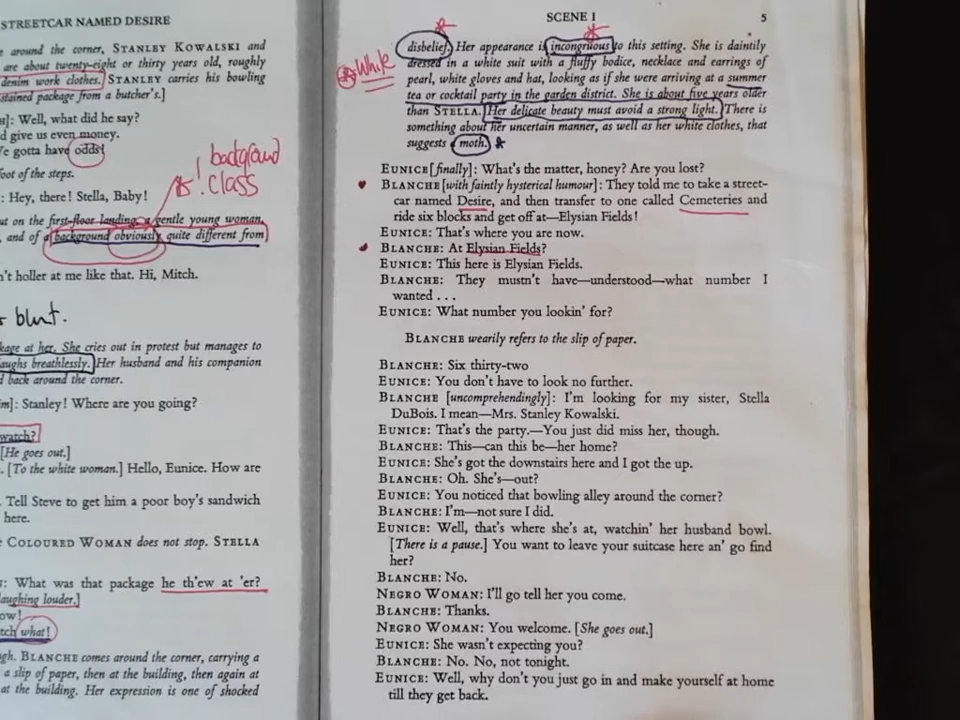 STREETCAR NAMED DESIRE
around the corner, STANLEY KOWALSKI and
are about twenty-eight or thirty years old, roughly
denim work clothes. STANLEY carries his bowling
stained package from a butcher's.]
: Well, what did he say?
d give us even money.
e gotta have odds!
foot of the steps.
background
! class
: Hey, there! Stella, Baby!
ut on the first-floor landing, a gentle young woman,
and of a background obviously quite different from
n't holler at me like that. Hi, Mitch.
blunt.
kage at her. She cries out in protest but manages to
aughs breathlessly. Her husband and his companion
back around the corner.
m]: Stanley! Where are you going?
watch?
[He goes out.]
. [To the white woman.] Hello, Eunice. How are
Tell Steve to get him a poor boy's sandwich
here.
COLOURED WOMAN does not stop. STELLA
: What was that package he th'ew at 'er?
aughing louder.]
ow!
tch what!
gh. BLANCHE comes around the corner, carrying a
a slip of paper, then at the building, then again at
at the building. Her expression is one of shocked
SCENE I 5
White
disbelief. Her appearance is incongruous to this setting. She is daintily
dressed in a white suit with a fluffy bodice, necklace and earrings of
pearl, white gloves and hat, looking as if she were arriving at a summer
tea or cocktail party in the garden district. She is about five years older
than STELLA. Her delicate beauty must avoid a strong light. There is
something about her uncertain manner, as well as her white clothes, that
suggests a moth.
EUNICE [finally]: What's the matter, honey? Are you lost?
BLANCHE [with faintly hysterical humour]: They told me to take a street-
car named Desire, and then transfer to one called Cemeteries and
ride six blocks and get off at—Elysian Fields!
EUNICE: That's where you are now.
BLANCHE: At Elysian Fields?
EUNICE: This here is Elysian Fields.
BLANCHE: They mustn't have—understood—what number I
wanted . . .
EUNICE: What number you lookin' for?
BLANCHE wearily refers to the slip of paper.
BLANCHE: Six thirty-two
EUNICE: You don't have to look no further.
BLANCHE [uncomprehendingly]: I'm looking for my sister, Stella
DuBois. I mean—Mrs. Stanley Kowalski.
EUNICE: That's the party.—You just did miss her, though.
BLANCHE: This—can this be—her home?
EUNICE: She's got the downstairs here and I got the up.
BLANCHE: Oh. She's—out?
EUNICE: You noticed that bowling alley around the corner?
BLANCHE: I'm—not sure I did.
EUNICE: Well, that's where she's at, watchin' her husband bowl.
[There is a pause.] You want to leave your suitcase here an' go find
her?
BLANCHE: No.
NEGRO WOMAN: I'll go tell her you come.
BLANCHE: Thanks.
NEGRO WOMAN: You welcome. [She goes out.]
EUNICE: She wasn't expecting you?
BLANCHE: No. No, not tonight.
EUNICE: Well, why don't you just go in and make yourself at home
till they get back.